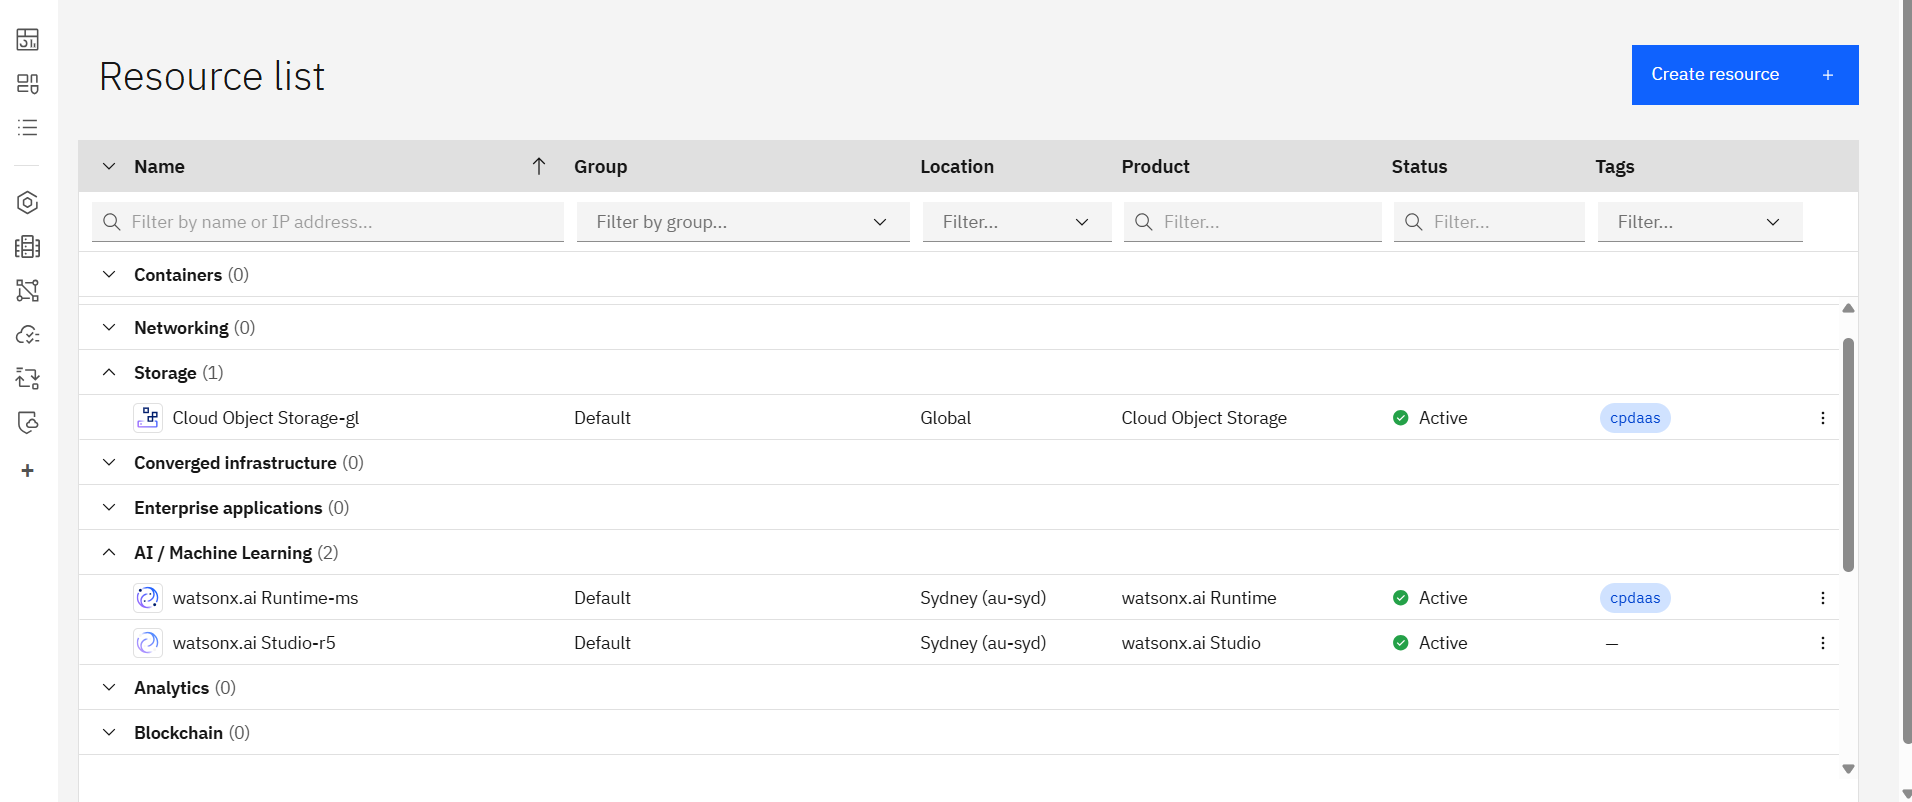 Resource list
Create resource +
Name Group Location Product Status Tags
Filter by name or IP address... Filter by group... Filter... Filter... Filter... Filter...
Containers (0)
Networking (0)
Storage (1)
Cloud Object Storage-gl Default Global Cloud Object Storage Active cpdaas
Converged infrastructure (0)
Enterprise applications (0)
AI / Machine Learning (2)
watsonx.ai Runtime-ms Default Sydney (au-syd) watsonx.ai Runtime Active cpdaas
watsonx.ai Studio-r5 Default Sydney (au-syd) watsonx.ai Studio Active —
Analytics (0)
Blockchain (0)